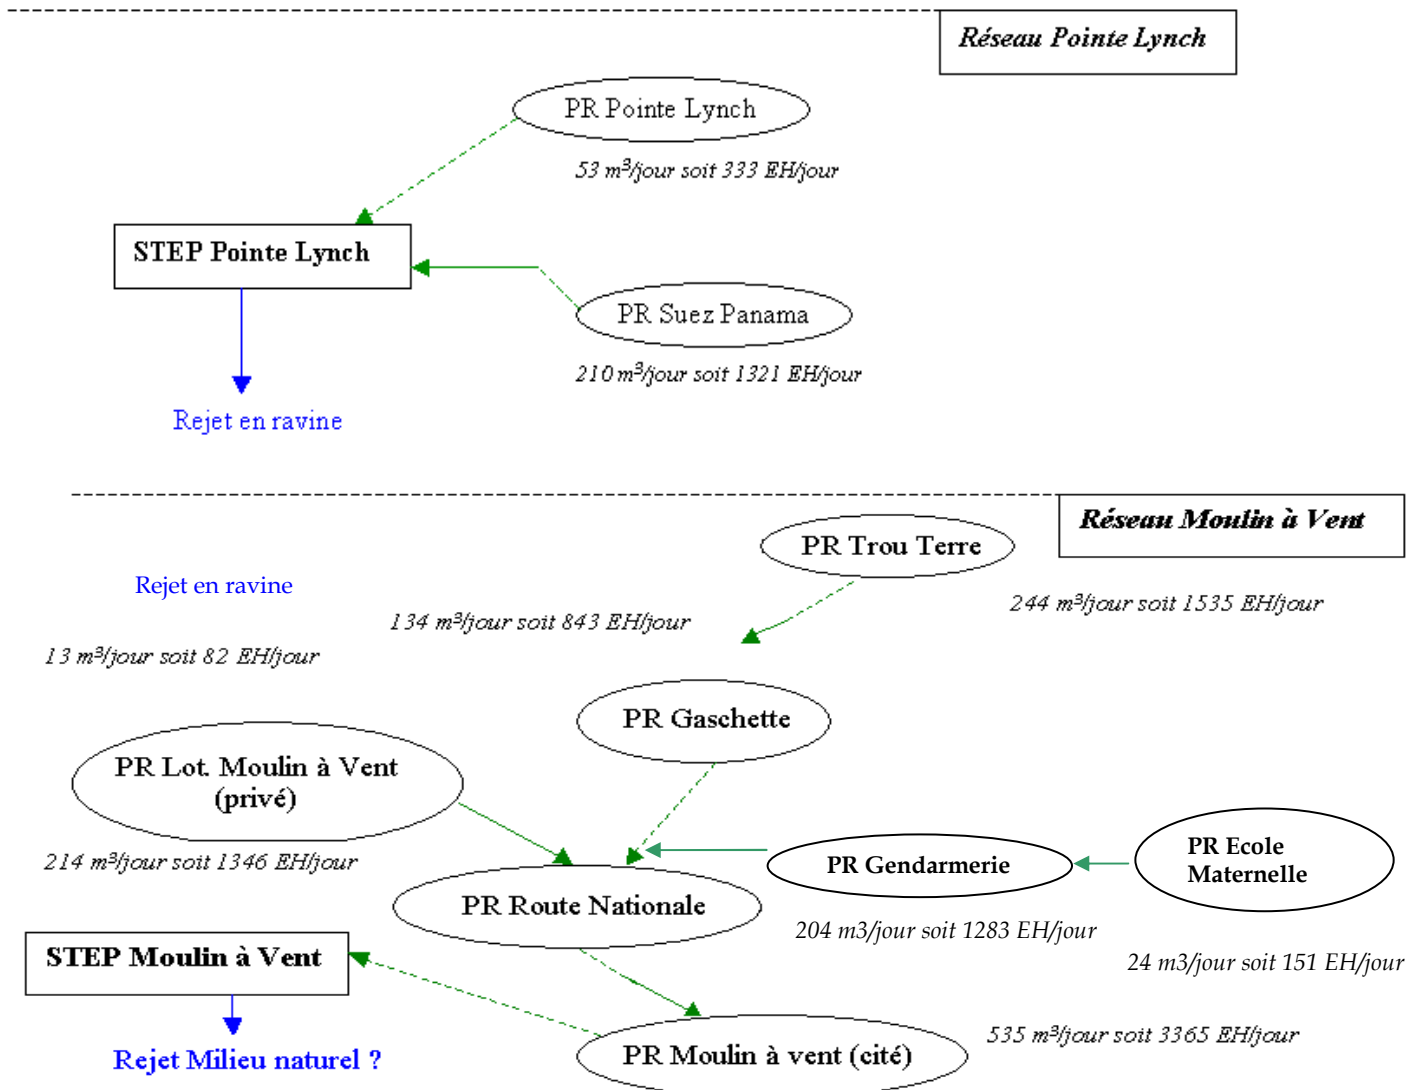 Réseau Pointe Lynch
PR Pointe Lynch
53 m³/jour soit 333 EH/jour
STEP Pointe Lynch
PR Suez Panama
210 m³/jour soit 1321 EH/jour
Rejet en ravine
Réseau Moulin à Vent
PR Trou Terre
Rejet en ravine
244 m³/jour soit 1535 EH/jour
134 m³/jour soit 843 EH/jour
13 m³/jour soit 82 EH/jour
PR Gaschette
PR Lot. Moulin à Vent
(privé)
214 m³/jour soit 1346 EH/jour
PR Gendarmerie
PR Ecole
Maternelle
PR Route Nationale
204 m3/jour soit 1283 EH/jour
24 m3/jour soit 151 EH/jour
STEP Moulin à Vent
535 m³/jour soit 3365 EH/jour
PR Moulin à vent (cité)
Rejet Milieu naturel ?